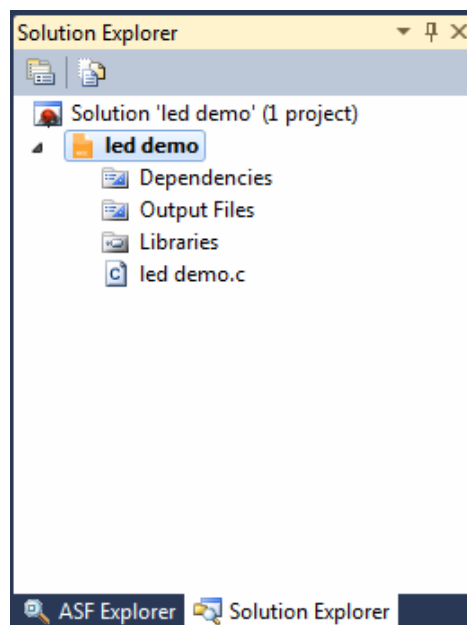 Solution Explorer
Solution 'led demo' (1 project)
led demo
Dependencies
Output Files
Libraries
led demo.c
ASF Explorer Solution Explorer